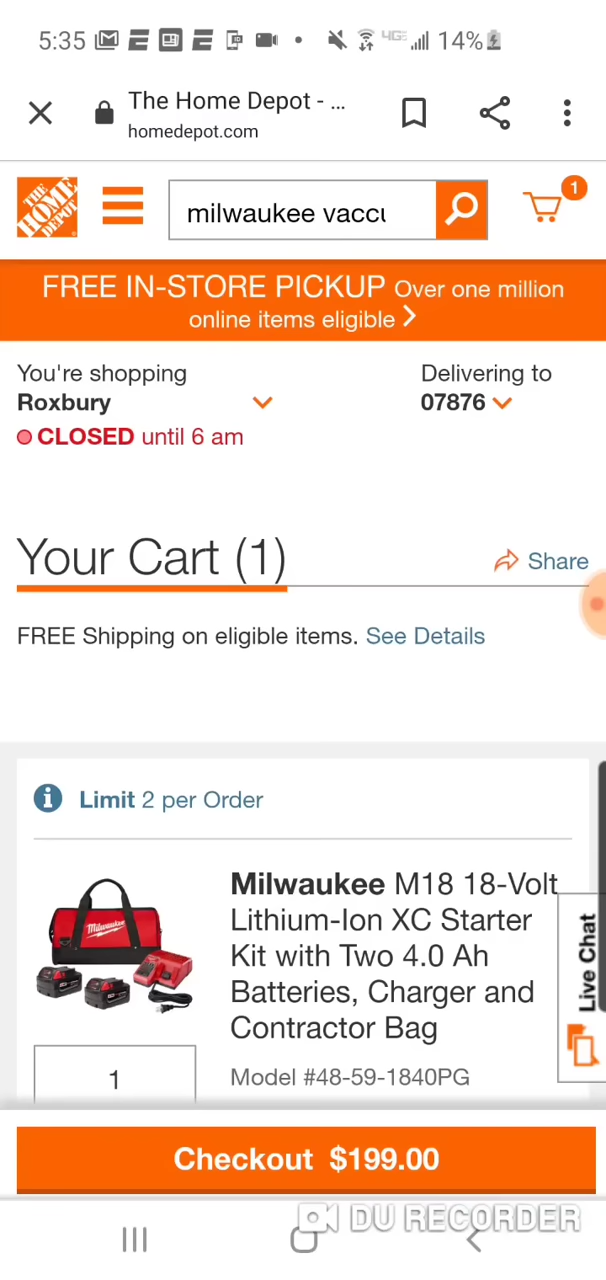 5:35 4GE 14%
The Home Depot - ...
homedepot.com
THE HOME DEPOT
milwaukee vaccu
1
FREE IN-STORE PICKUP Over one million
online items eligible
You're shopping
Delivering to
Roxbury
07876
CLOSED until 6 am
Your Cart (1)
Share
FREE Shipping on eligible items. See Details
Limit 2 per Order
Milwaukee M18 18-Volt
Lithium-Ion XC Starter
Kit with Two 4.0 Ah
Batteries, Charger and
Contractor Bag
Milwaukee
Live Chat
1
Model #48-59-1840PG
Checkout $199.00
DU RECORDER